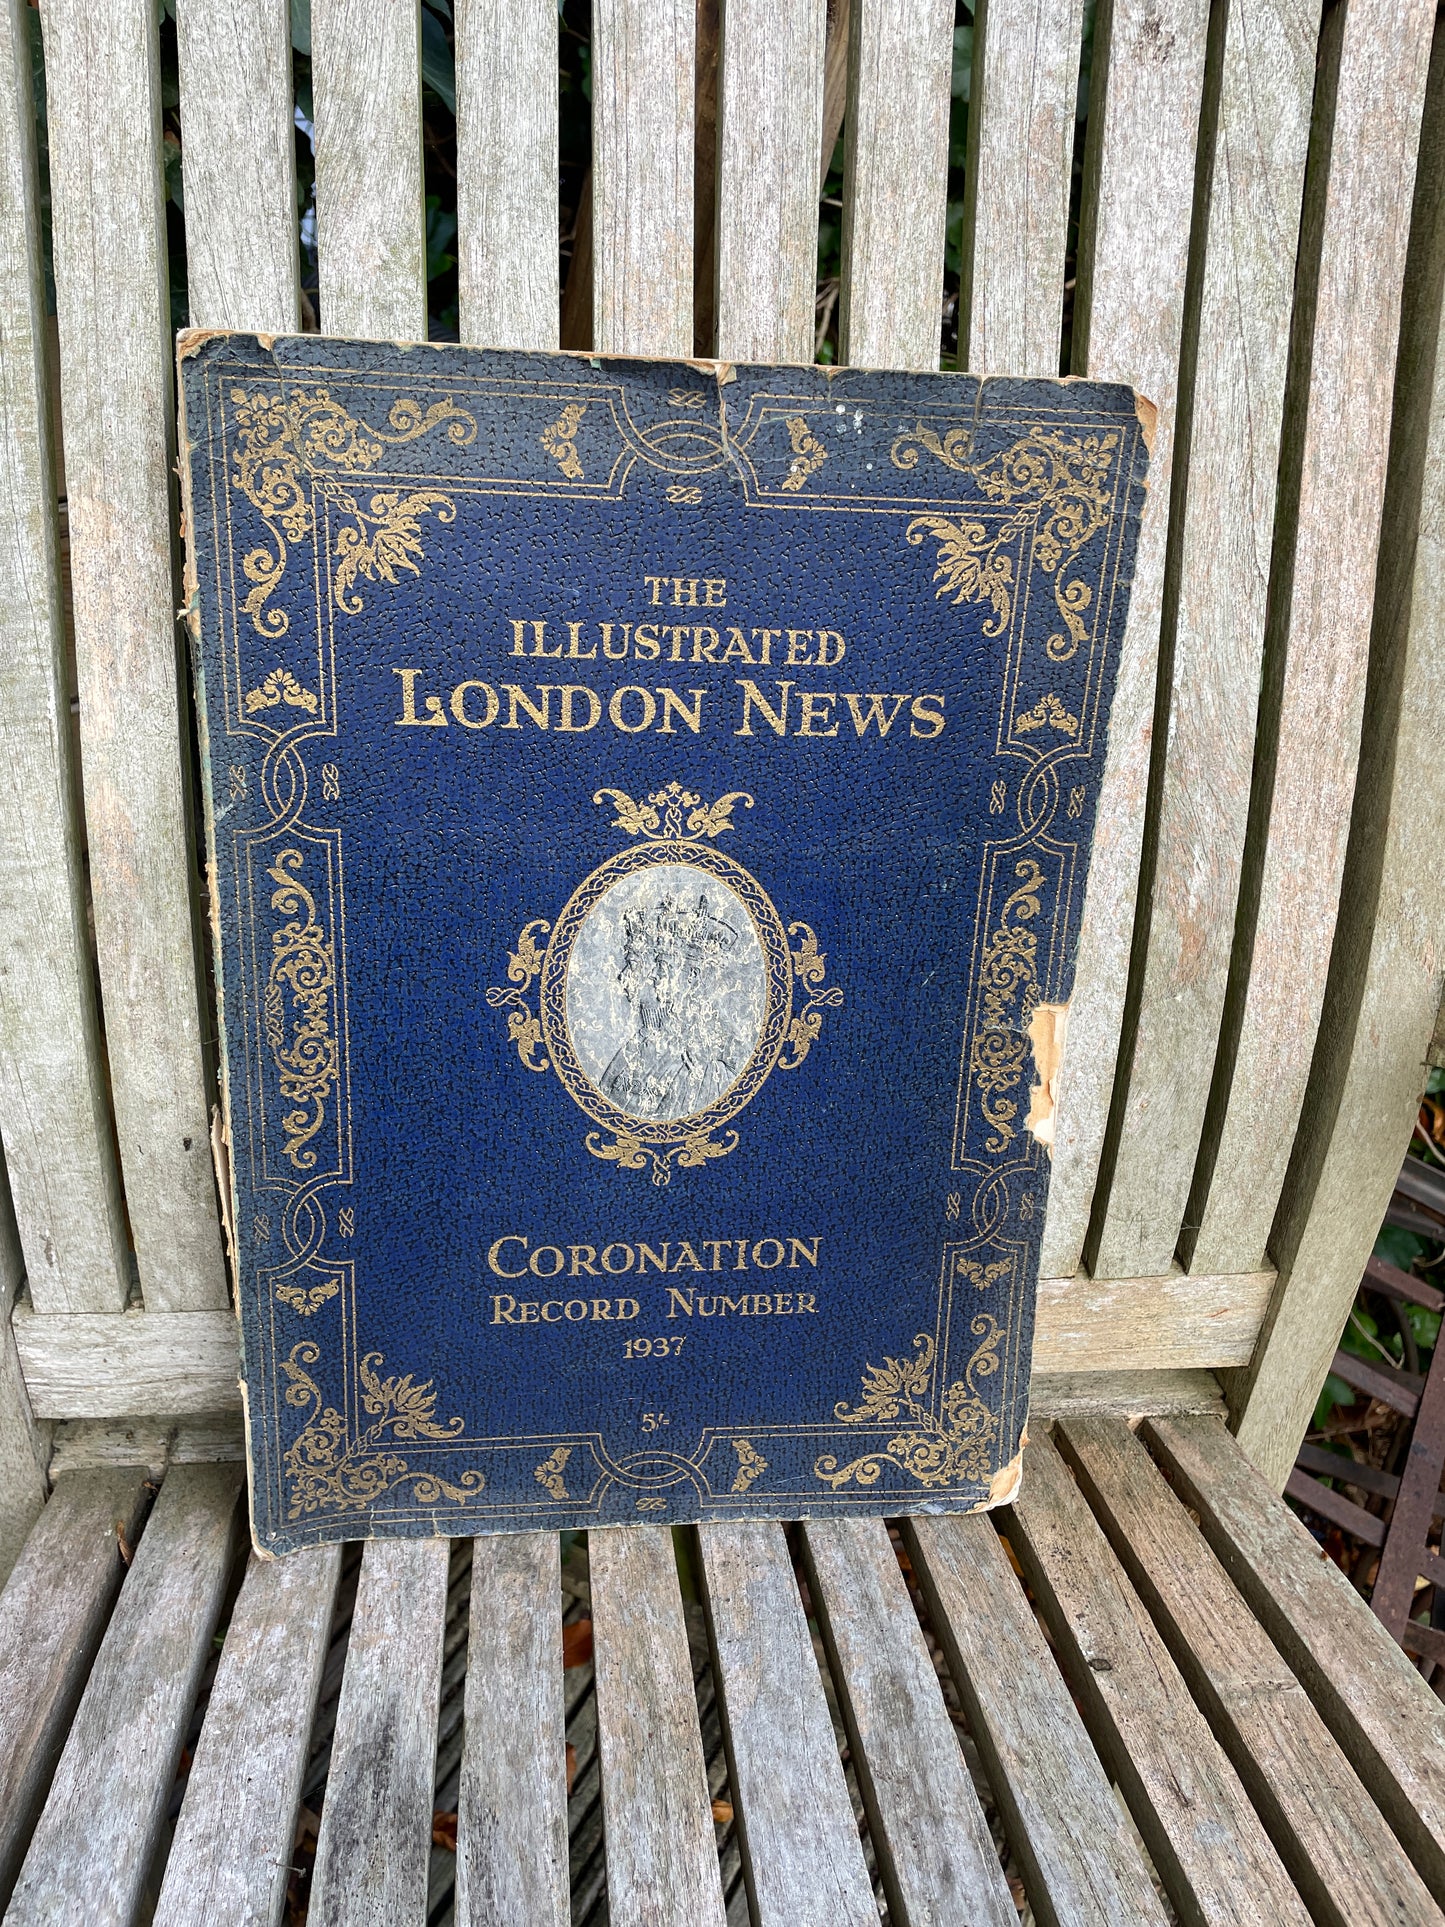 THE
ILLUSTRATED
LONDON NEWS
CORONATION
RECORD NUMBER
1937
5/=